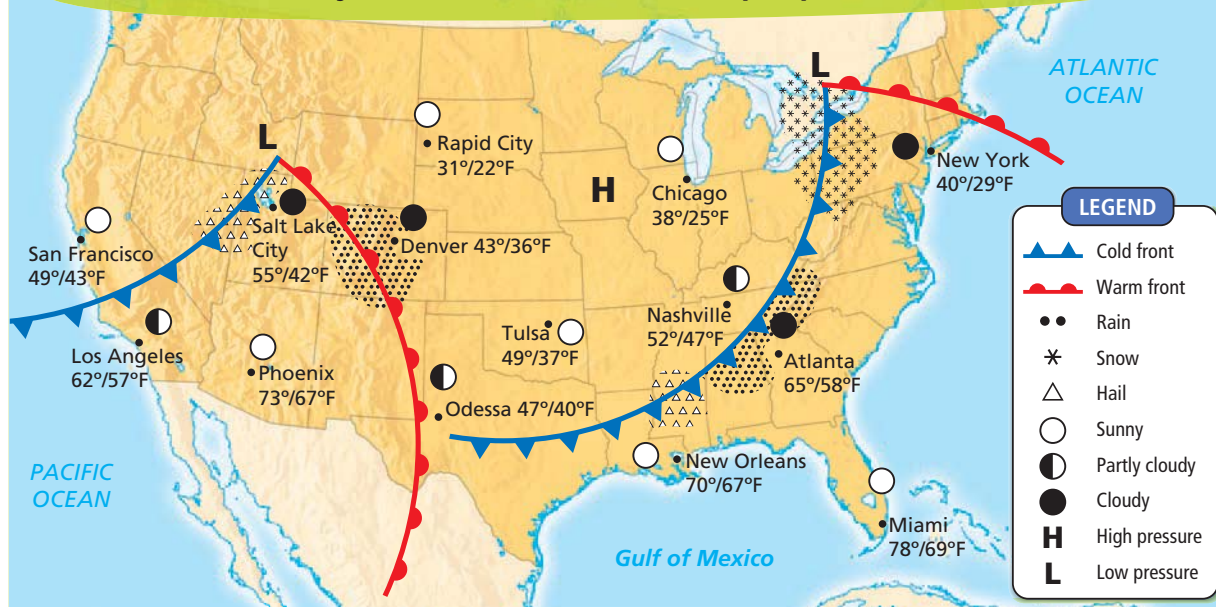 L
ATLANTIC
OCEAN
L
Rapid City
31°/22°F
New York
40°/29°F
H
Chicago
38°/25°F
San Francisco
49°/43°F
Salt Lake
City
55°/42°F
Denver 43°/36°F
Nashville
52°/47°F
Tulsa
49°/37°F
Los Angeles
62°/57°F
Phoenix
73°/67°F
Atlanta
65°/58°F
Odessa 47°/40°F
PACIFIC
OCEAN
New Orleans
70°/67°F
Miami
78°/69°F
Gulf of Mexico
LEGEND
Cold front
Warm front
Rain
Snow
Hail
Sunny
Partly cloudy
Cloudy
H High pressure
L Low pressure